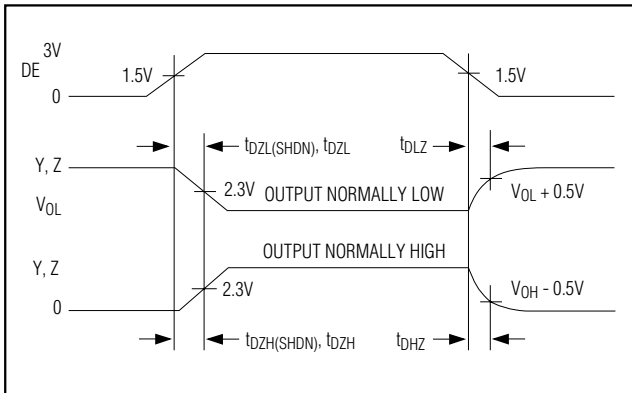 3V
DE
1.5V
1.5V
0
tDZL(SHDN), tDZL
tDLZ
Y, Z
2.3V
OUTPUT NORMALLY LOW
VOL + 0.5V
VOL
OUTPUT NORMALLY HIGH
Y, Z
2.3V
VOH - 0.5V
0
tDZH(SHDN), tDZH
tDHZ